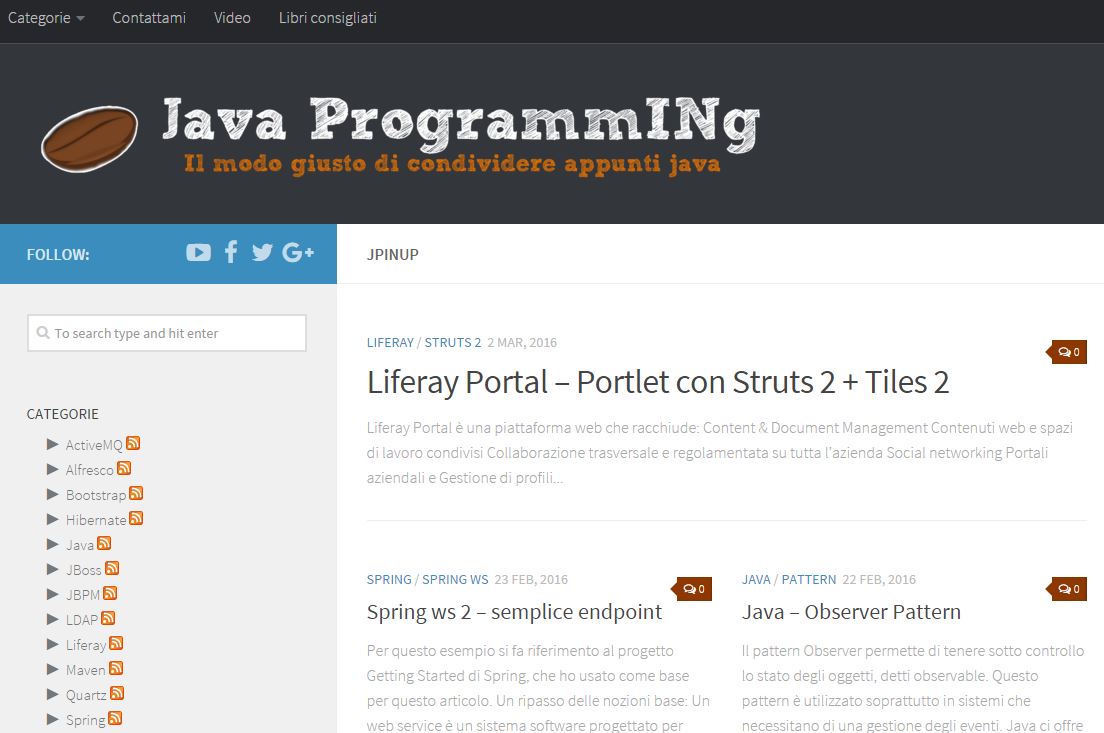 Categorie
Contattami
Video
Libri consigliati
Java ProgrammINg
Il modo giusto di condividere appunti java
FOLLOW:
JPINUP
To search type and hit enter
CATEGORIE
ActiveMQ
Alfresco
Bootstrap
Hibernate
Java
JBoss
JBPM
LDAP
Liferay
Maven
Quartz
Spring
LIFERAY / STRUTS 2 2 MAR, 2016
0
Liferay Portal – Portlet con Struts 2 + Tiles 2
Liferay Portal è una piattaforma web che racchiude: Content & Document Management Contenuti web e spazi
di lavoro condivisi Collaborazione trasversale e regolamentata su tutta l'azienda Social networking Portali
aziendali e Gestione di profili...
SPRING / SPRING WS 23 FEB, 2016
0
Spring ws 2 – semplice endpoint
Per questo esempio si fa riferimento al progetto
Getting Started di Spring, che ho usato come base
per questo articolo. Un ripasso delle nozioni base: Un
web service è un sistema software progettato per
JAVA / PATTERN 22 FEB, 2016
0
Java – Observer Pattern
Il pattern Observer permette di tenere sotto controllo
lo stato degli oggetti, detti observable. Questo
pattern è utilizzato soprattutto in sistemi che
necessitano di una gestione degli eventi. Java ci offre